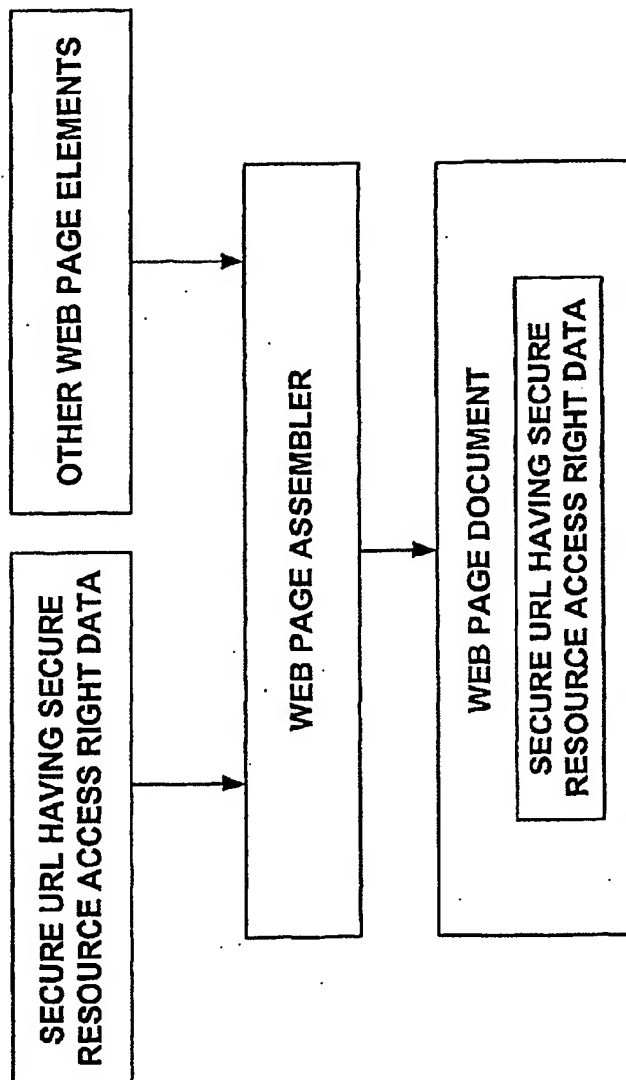 SECURE URL HAVING SECURE
RESOURCE ACCESS RIGHT DATA
OTHER WEB PAGE ELEMENTS
WEB PAGE ASSEMBLER
WEB PAGE DOCUMENT
SECURE URL HAVING SECURE
RESOURCE ACCESS RIGHT DATA